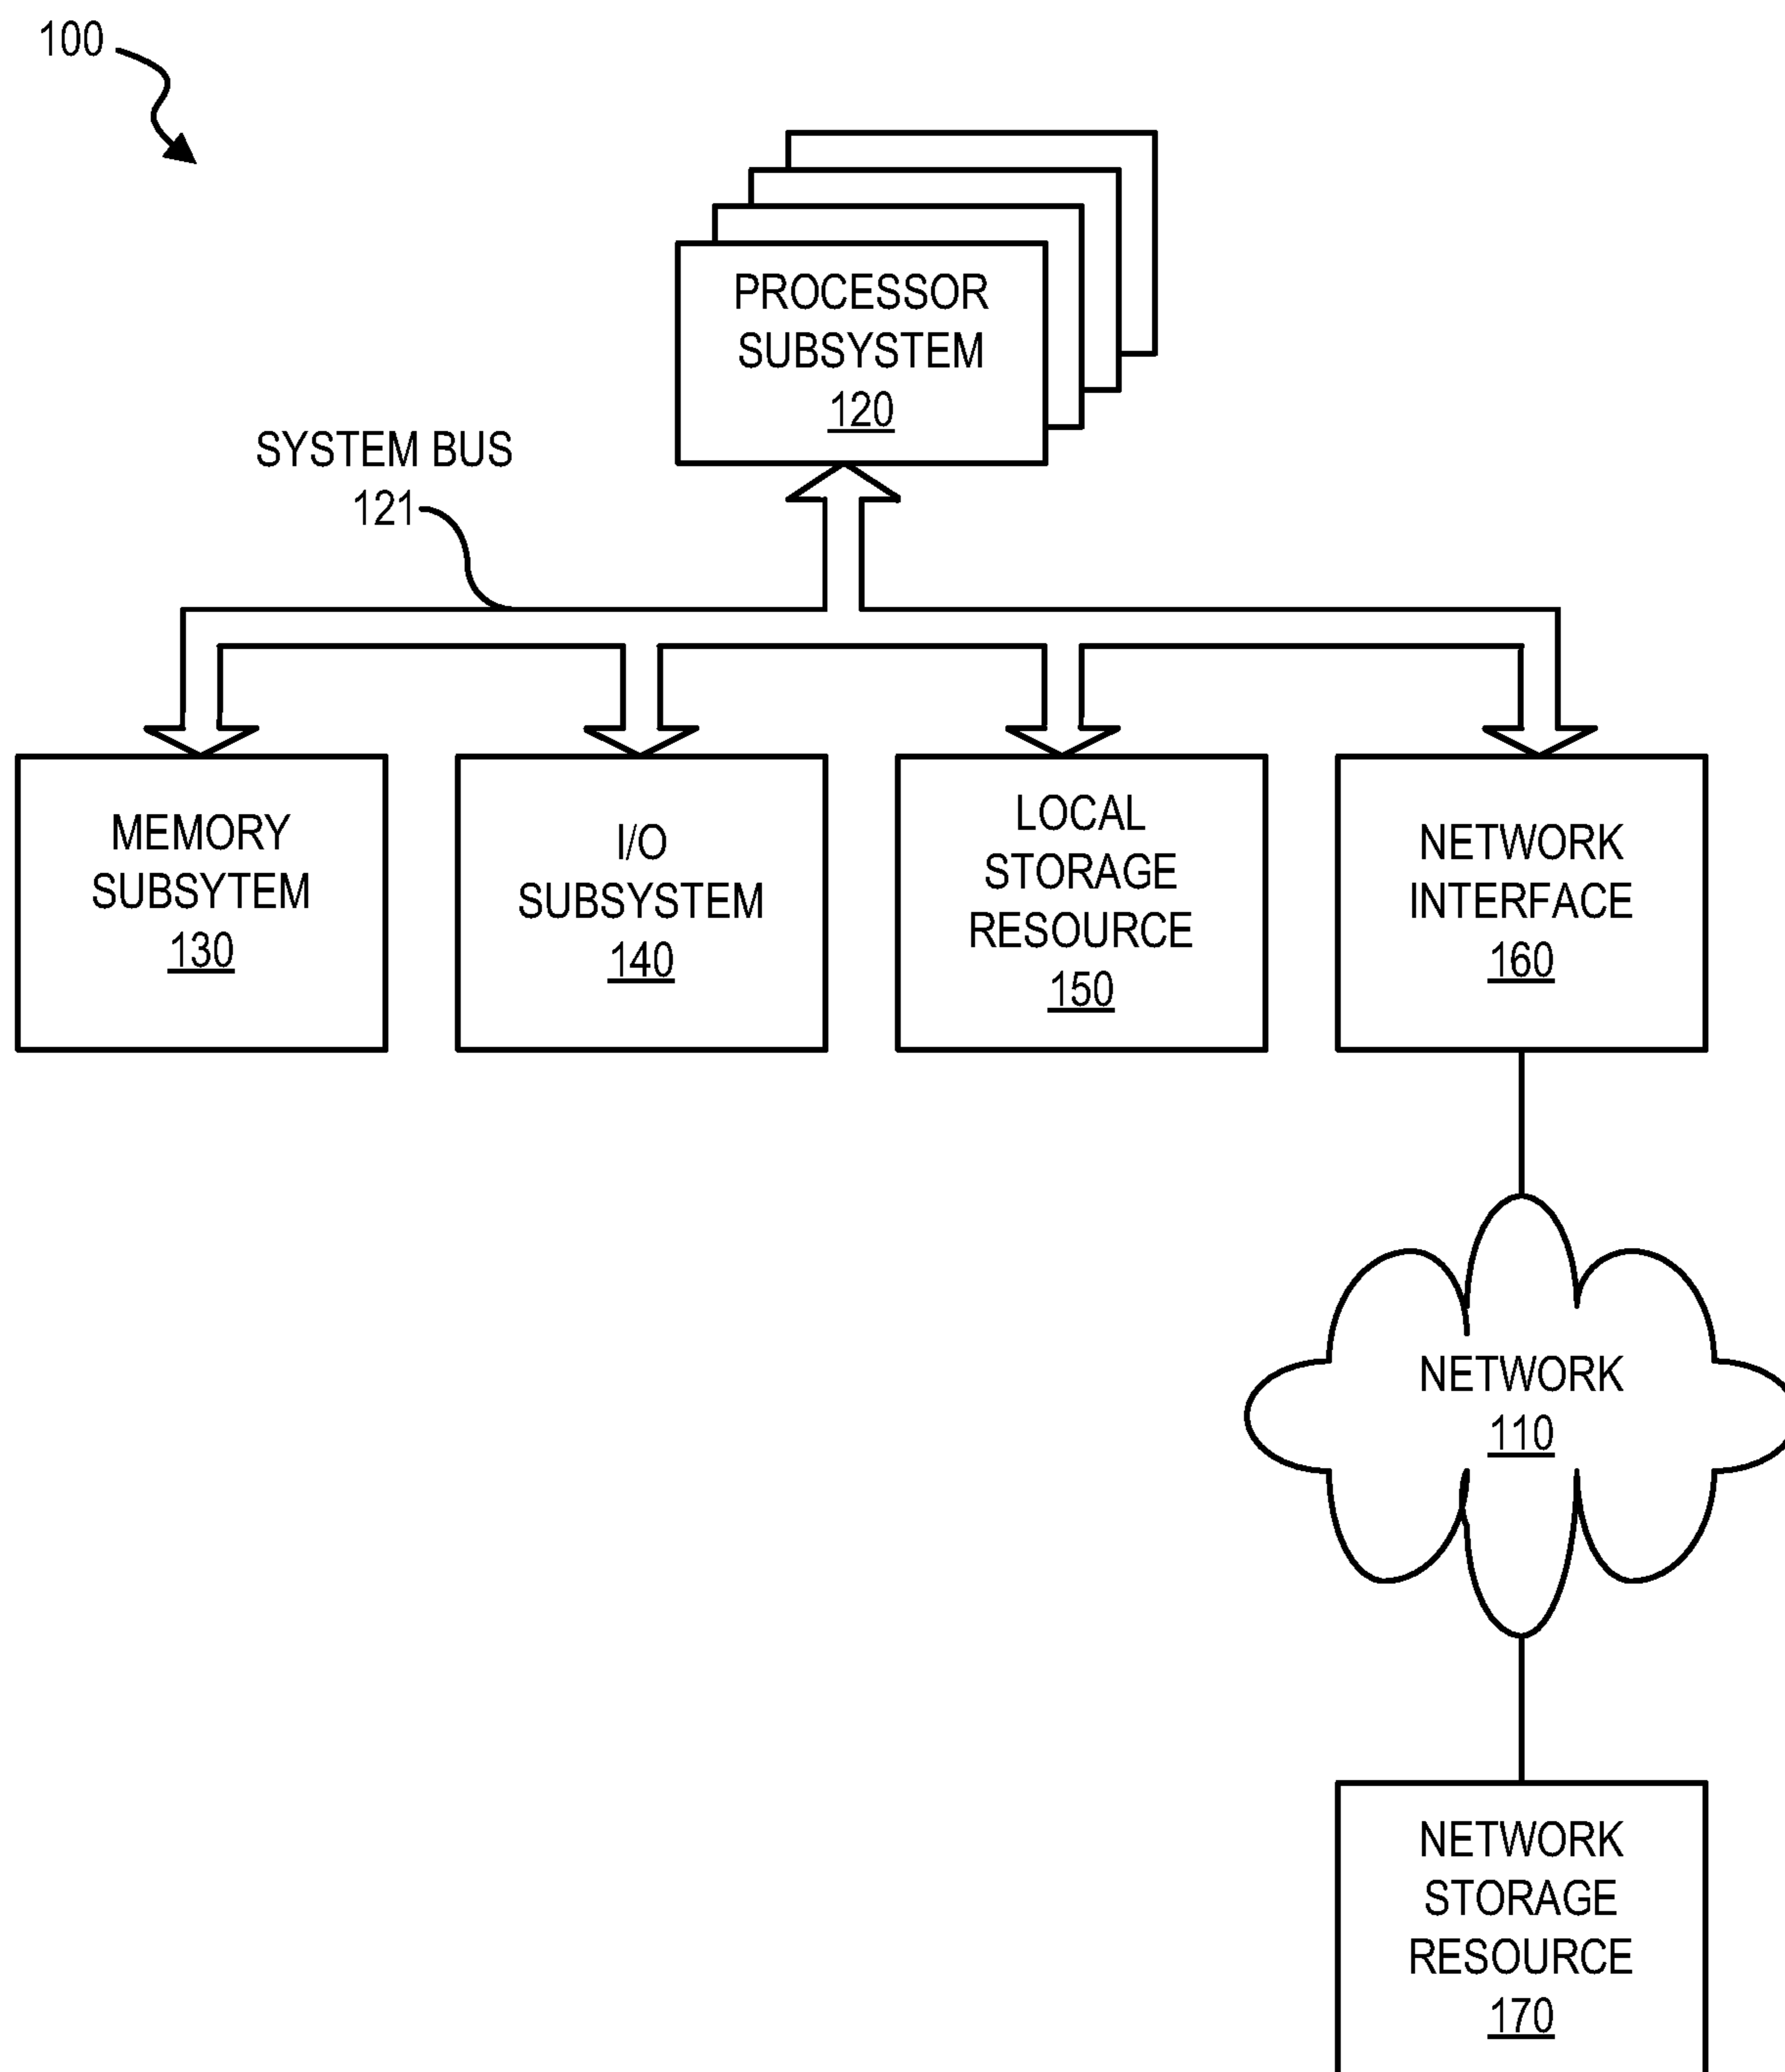 100
PROCESSOR
SUBSYSTEM
120
SYSTEM BUS
121
MEMORY
SUBSYTEM
130
I/O
SUBSYSTEM
140
LOCAL
STORAGE
RESOURCE
150
NETWORK
INTERFACE
160
NETWORK
110
NETWORK
STORAGE
RESOURCE
170